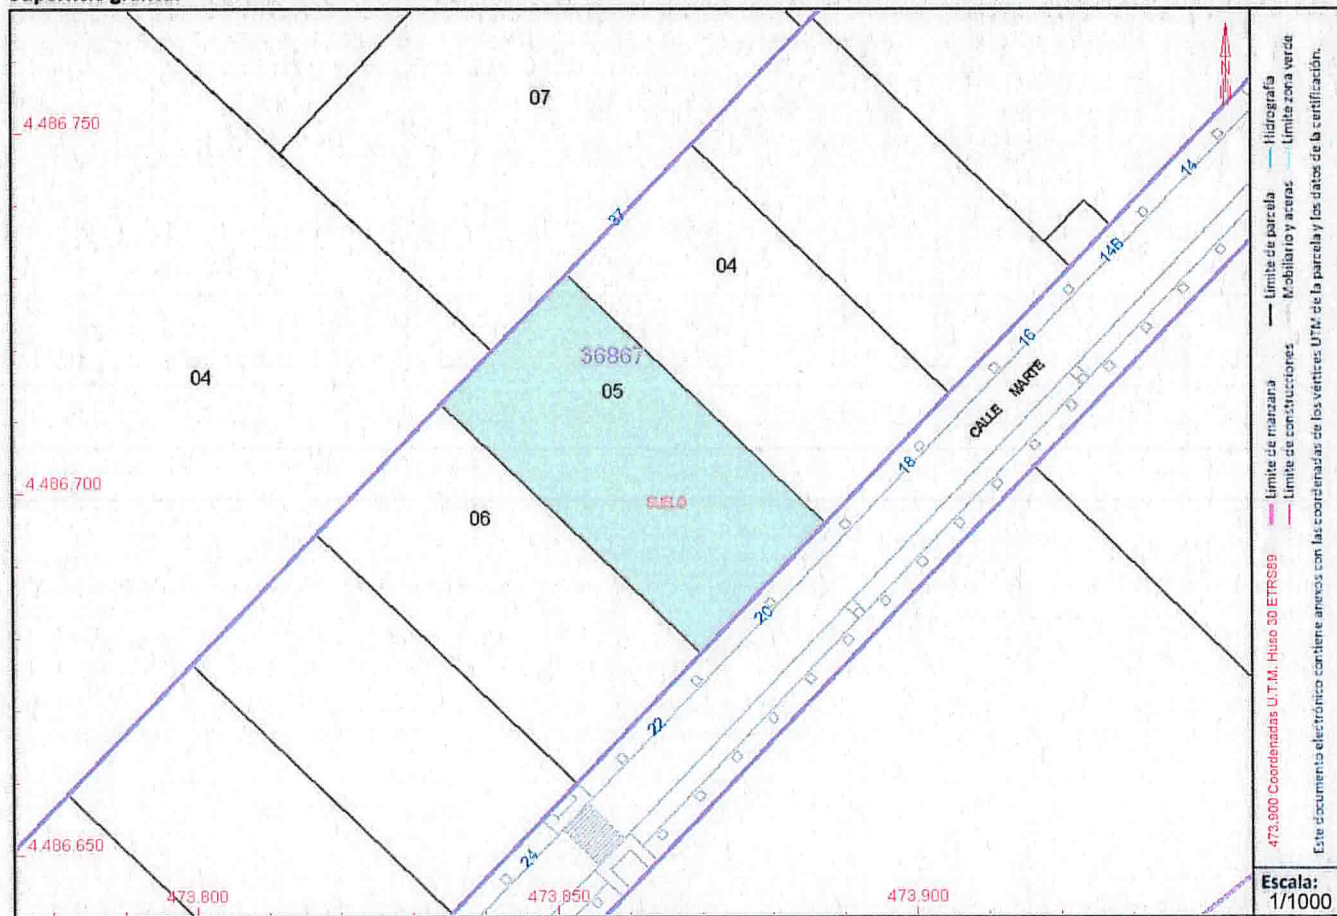 07
4.486.750
37
14
14B
04
16
36867
05
04
CALLE MARTE
18
4.486.700
SUELO
06
20
22
4.486.650
24
473.800
473.850
473.900
473.900 Coordenadas U.T.M. Huso 30 ETRS89
Límite de manzana
Límite de parcela
Hidrografía
Límite de construcciones
Mobiliario y aceras
Límite zona verde
Este documento electrónico contiene anexos con las coordenadas de los vértices UTM de la parcela y los datos de la certificación.
Escala:
1/1000